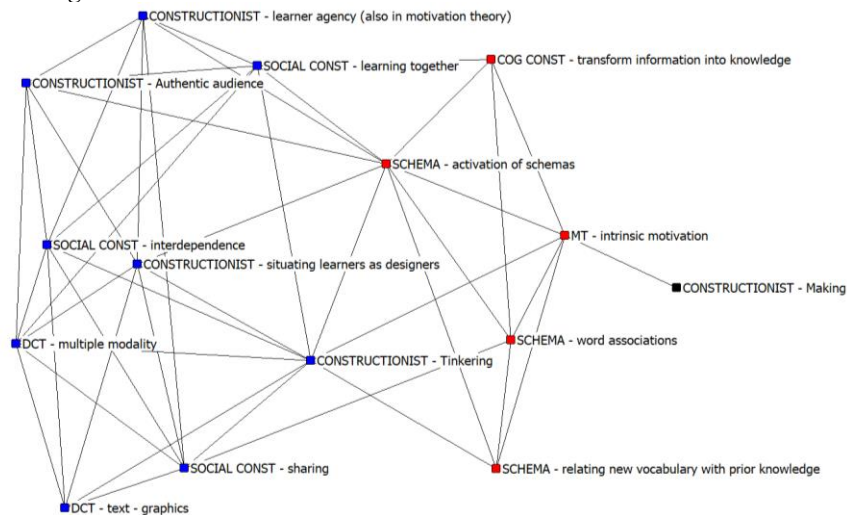 CONSTRUCTIONIST - learner agency (also in motivation theory)
SOCIAL CONST - learning together
COG CONST - transform information into knowledge
CONSTRUCTIONIST - Authentic audience
SCHEMA - activation of schemas
MT - intrinsic motivation
SOCIAL CONST - interdependence
CONSTRUCTIONIST - situating learners as designers
CONSTRUCTIONIST - Making
DCT - multiple modality
SCHEMA - word associations
CONSTRUCTIONIST - Tinkering
SOCIAL CONST - sharing
SCHEMA - relating new vocabulary with prior knowledge
DCT - text - graphics